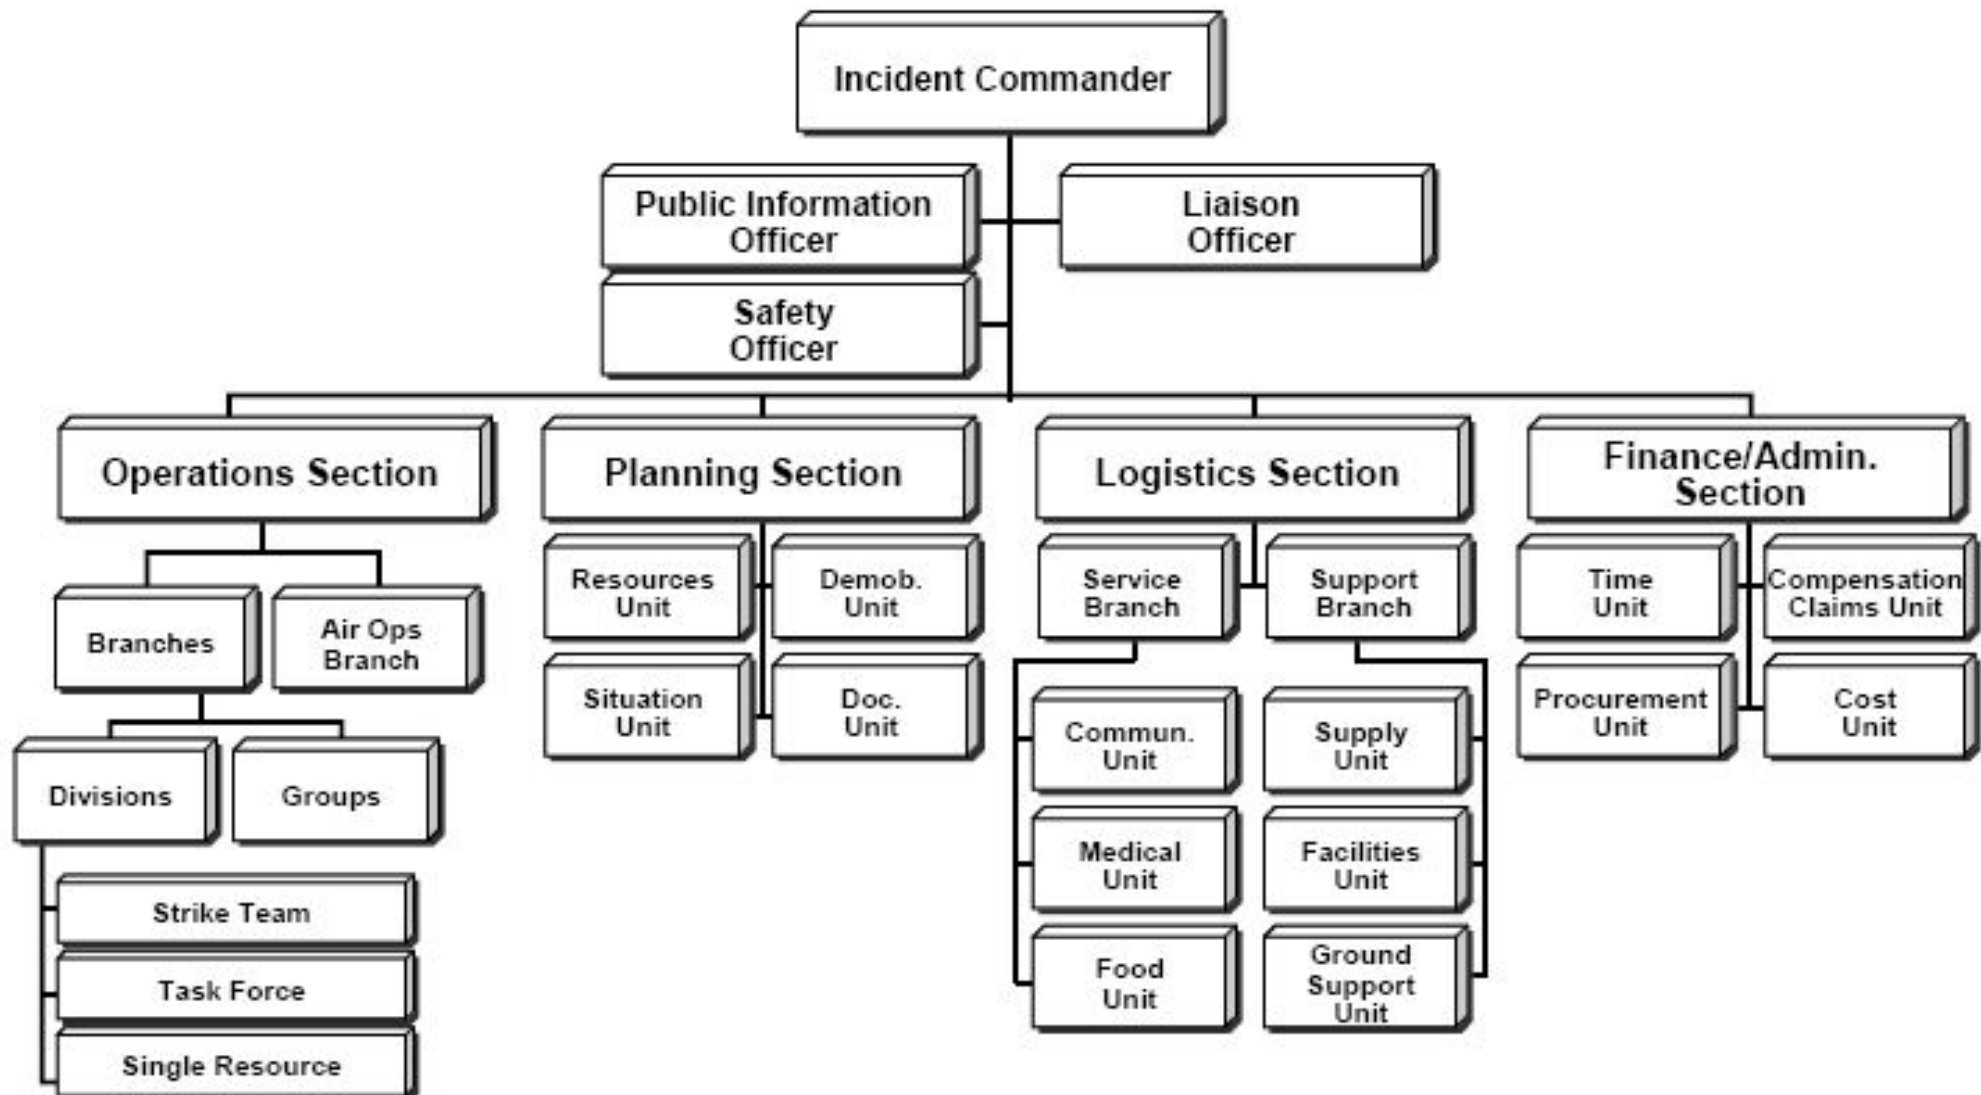 Incident Commander
Public Information
Officer
Liaison
Officer
Safety
Officer
Operations Section
Planning Section
Logistics Section
Finance/Admin.
Section
Branches
Air Ops
Branch
Divisions
Groups
Strike Team
Task Force
Single Resource
Resources
Unit
Demob.
Unit
Situation
Unit
Doc.
Unit
Service
Branch
Support
Branch
Commun.
Unit
Medical
Unit
Food
Unit
Supply
Unit
Facilities
Unit
Ground
Support
Unit
Time
Unit
Compensation
Claims Unit
Procurement
Unit
Cost
Unit